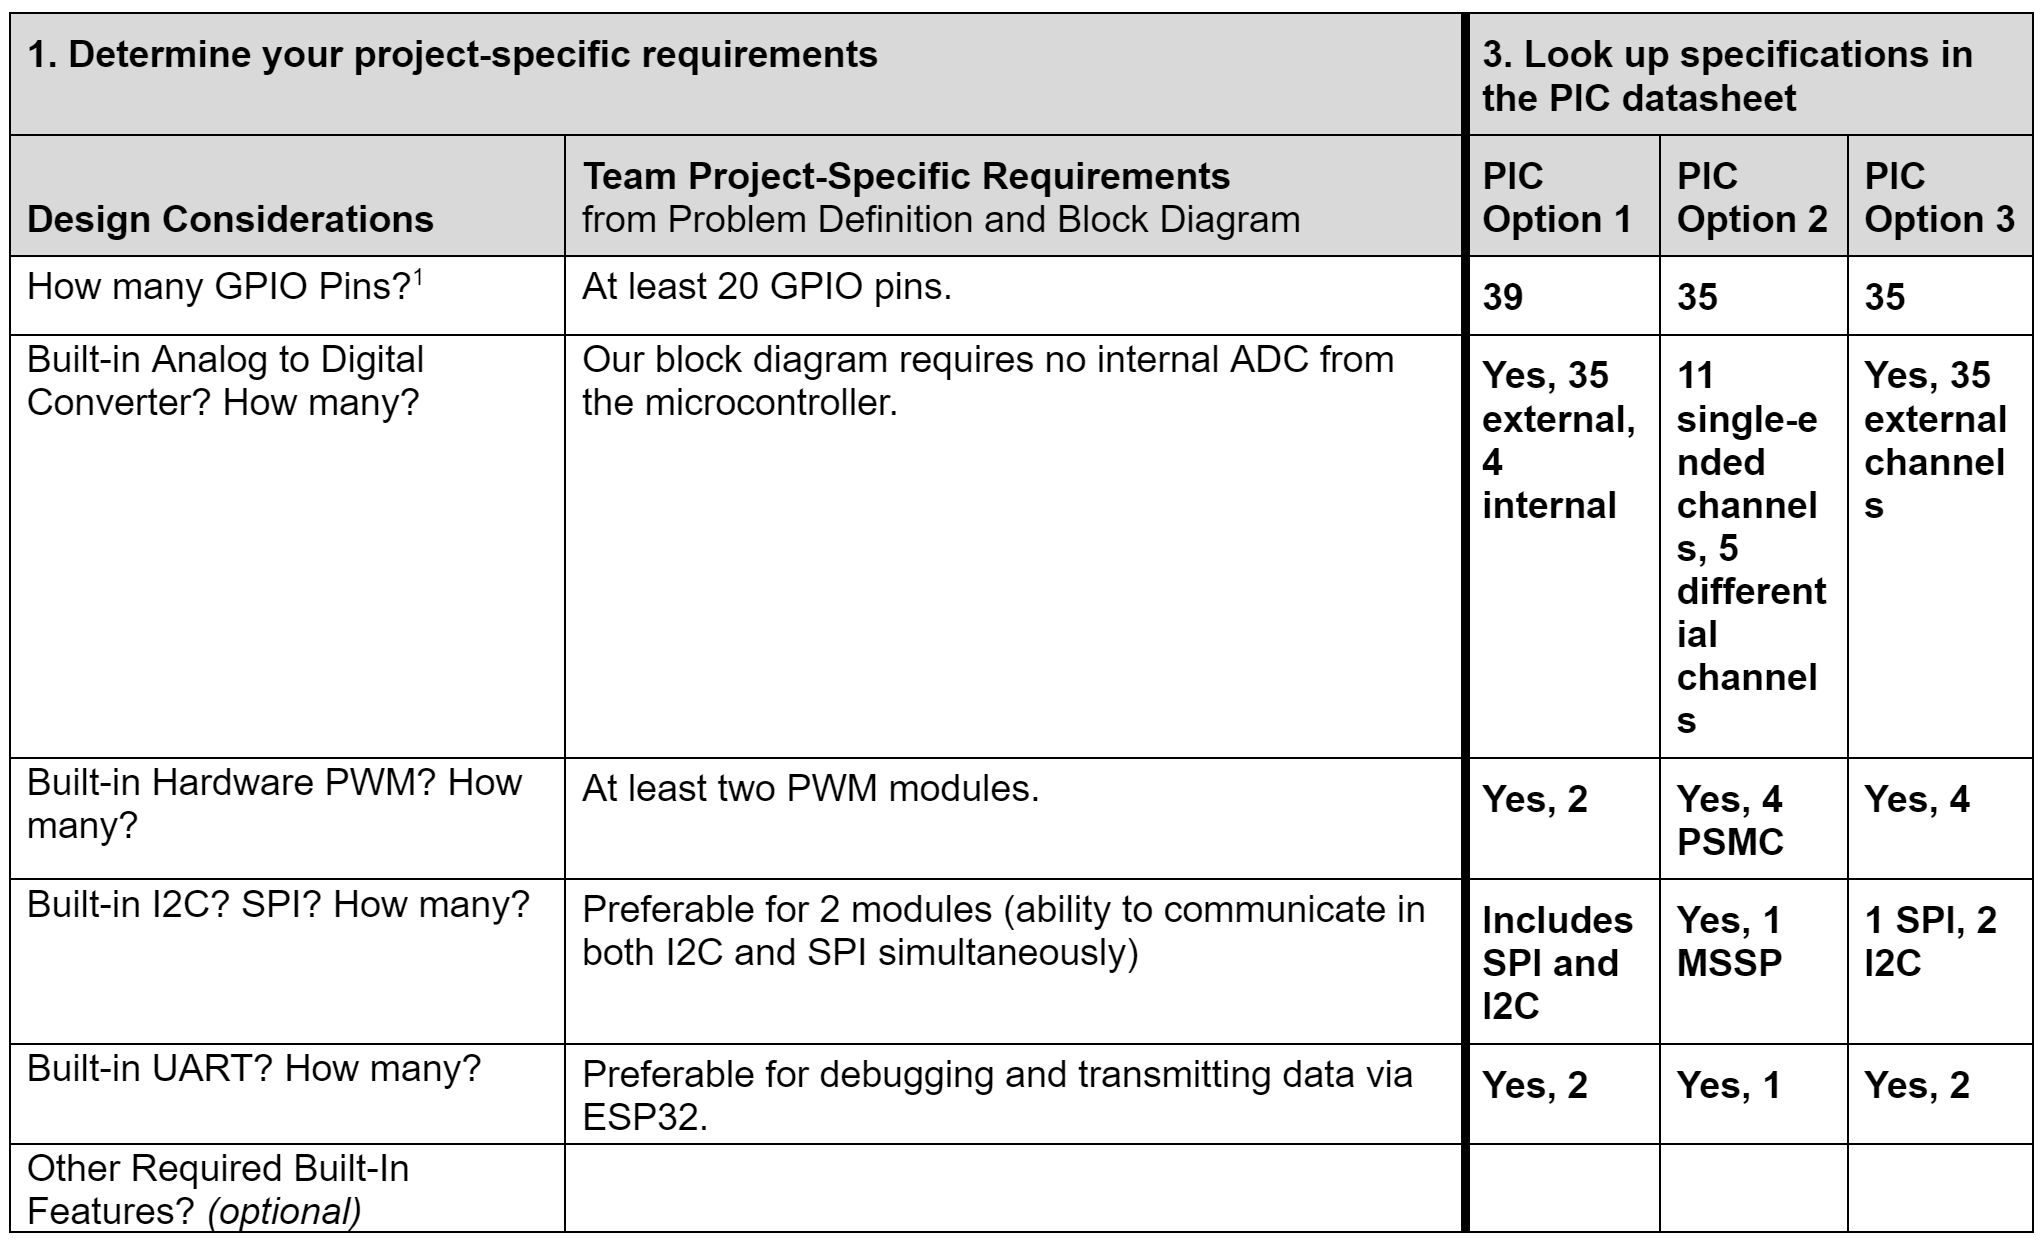 1. Determine your project-specific requirements
3. Look up specifications in
the PIC datasheet
Design Considerations
Team Project-Specific Requirements
from Problem Definition and Block Diagram
PIC
Option 1
PIC
Option 2
PIC
Option 3
How many GPIO Pins?1
At least 20 GPIO pins.
39
35
35
Built-in Analog to Digital
Converter? How many?
Our block diagram requires no internal ADC from
the microcontroller.
Yes, 35
external,
4
internal
11
single-e
nded
channel
s, 5
different
ial
channel
s
Yes, 35
external
channel
s
Built-in Hardware PWM? How
many?
At least two PWM modules.
Yes, 2
Yes, 4
PSMC
Yes, 4
Built-in I2C? SPI? How many?
Preferable for 2 modules (ability to communicate in
both I2C and SPI simultaneously)
Includes
SPI and
I2C
Yes, 1
MSSP
1 SPI, 2
I2C
Built-in UART? How many?
Preferable for debugging and transmitting data via
ESP32.
Yes, 2
Yes, 1
Yes, 2
Other Required Built-In
Features? (optional)